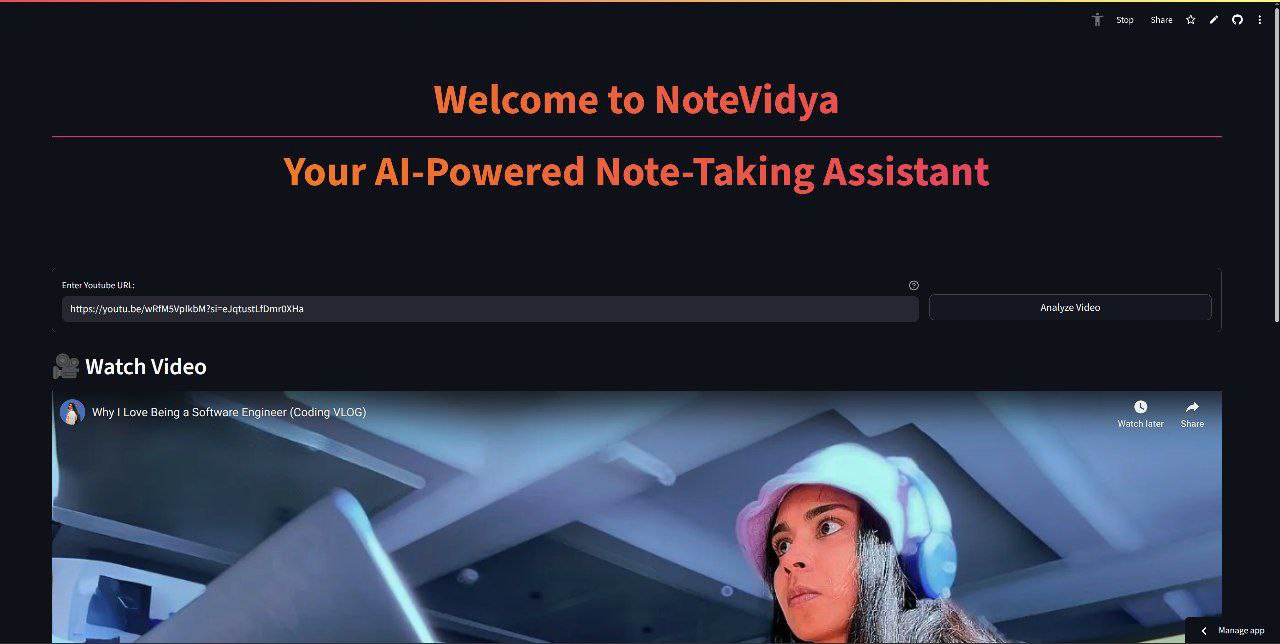 Stop Share
Welcome to NoteVidya
Your AI-Powered Note-Taking Assistant
Enter Youtube URL:
https://youtu.be/wRfM5VpIkbM?si=eJqtustLfDmr0XHa
Analyze Video
Watch Video
Why I Love Being a Software Engineer (Coding VLOG)
Watch later Share
Manage app